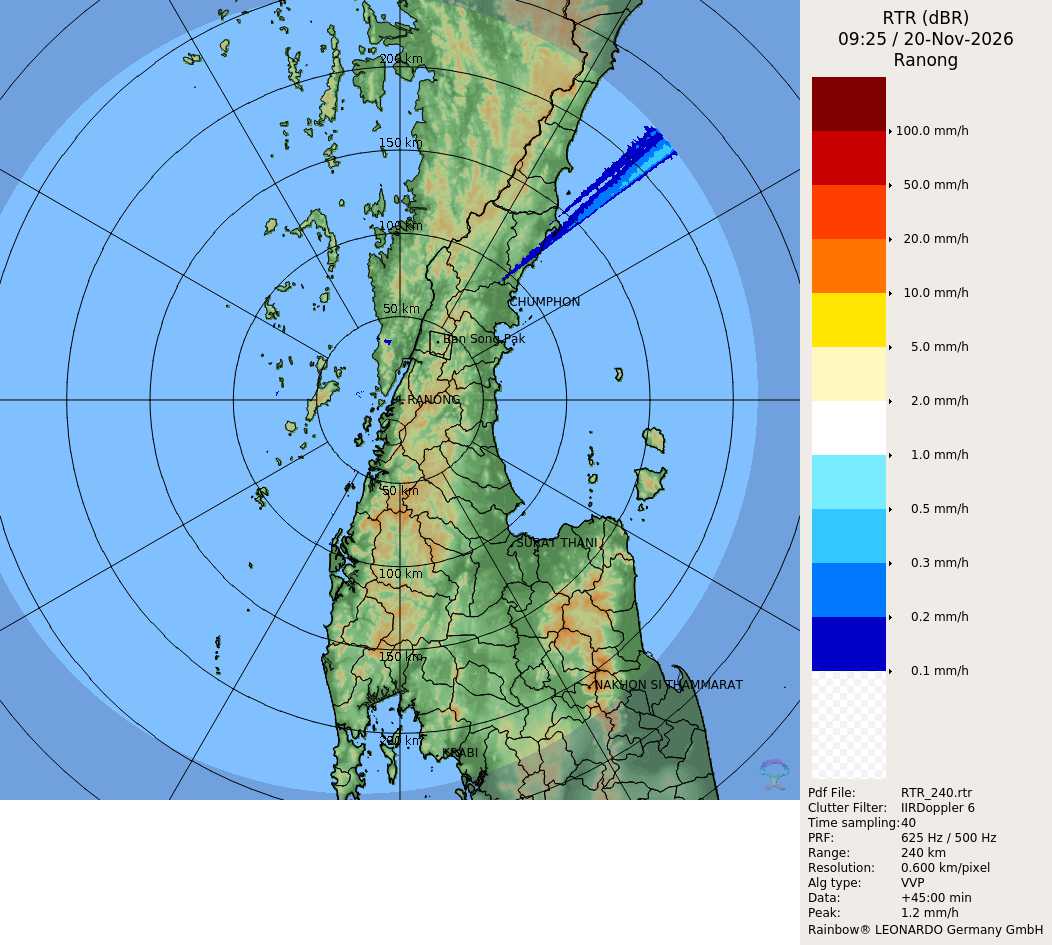 RTR (dBR)
09:25 / 20-Nov-2026
Ranong
100.0 mm/h
50.0 mm/h
20.0 mm/h
10.0 mm/h
5.0 mm/h
2.0 mm/h
1.0 mm/h
0.5 mm/h
0.3 mm/h
0.2 mm/h
0.1 mm/h
200 km
150 km
100 km
50 km
CHUMPHON
Ban Song Pak
RANONG
50 km
SURAT THANI
100 km
150 km
NAKHON SI THAMMARAT
200 km
KRABI
Pdf File: RTR_240.rtr
Clutter Filter: IIRDoppler 6
Time sampling:40
PRF: 625 Hz / 500 Hz
Range: 240 km
Resolution: 0.600 km/pixel
Alg type: VVP
Data: +45:00 min
Peak: 1.2 mm/h
Rainbow® LEONARDO Germany GmbH